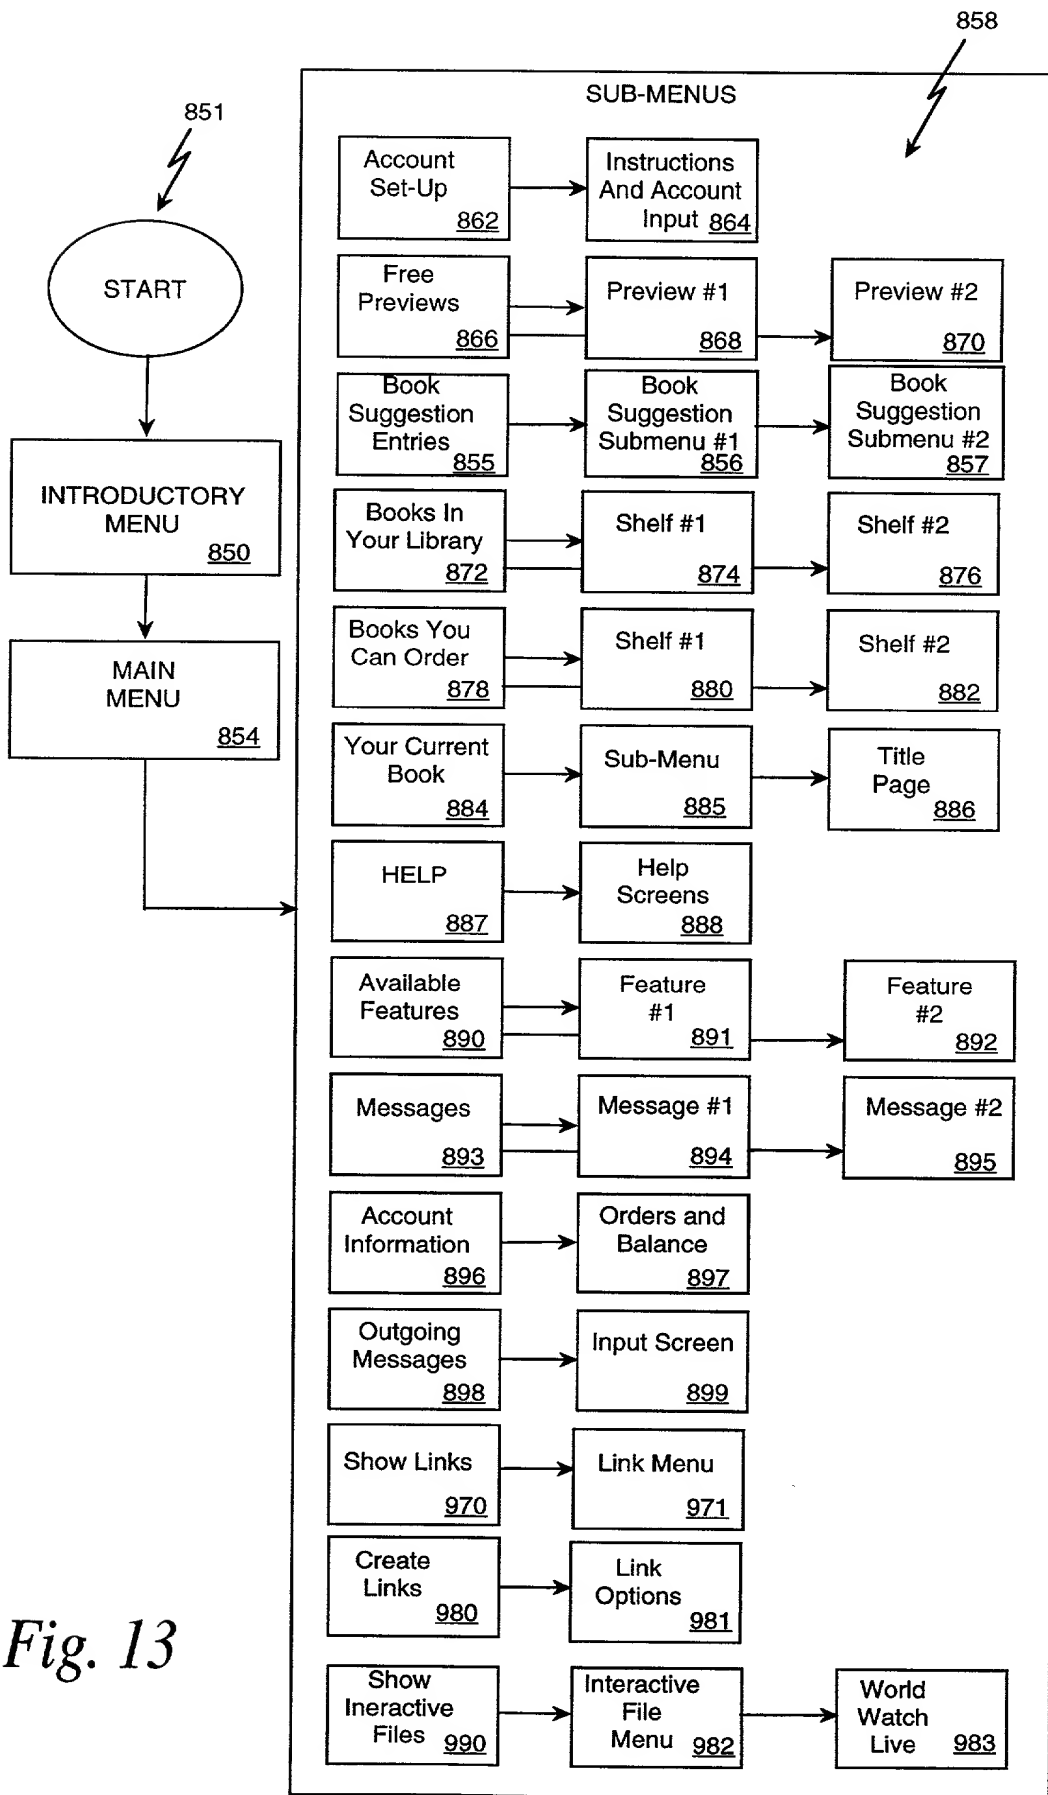 858
SUB-MENUS
851
START
INTRODUCTORY
MENU
850
MAIN
MENU
854
Account
Set-Up
862
Instructions
And Account
Input 864
Free
Previews
866
Preview #1
868
Preview #2
870
Book
Suggestion
Entries
855
Book
Suggestion
Submenu #1
856
Book
Suggestion
Submenu #2
857
Books In
Your Library
872
Shelf #1
874
Shelf #2
876
Books You
Can Order
878
Shelf #1
880
Shelf #2
882
Your Current
Book
884
Sub-Menu
885
Title
Page
886
HELP
887
Help
Screens
888
Available
Features
890
Feature
#1
891
Feature
#2
892
Messages
893
Message #1
894
Message #2
895
Account
Information
896
Orders and
Balance
897
Outgoing
Messages
898
Input Screen
899
Show Links
970
Link Menu
971
Create
Links
980
Link
Options
981
Show
Ineractive
Files 990
Interactive
File
Menu 982
World
Watch
Live 983
Fig. 13